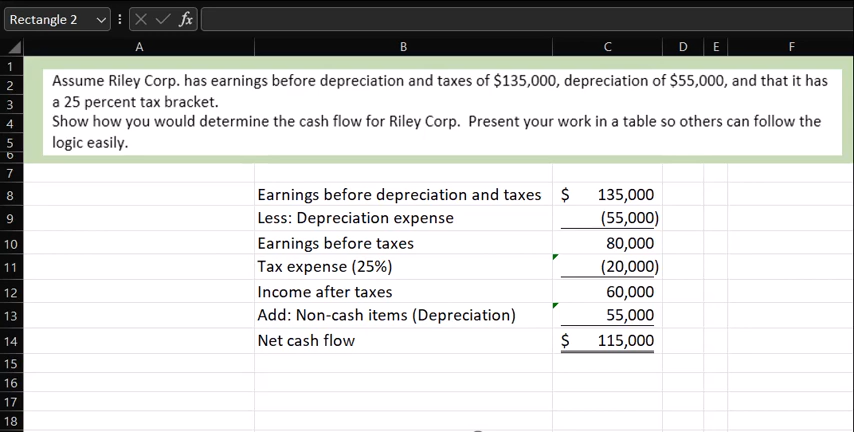 Rectangle 2
fx
A B C D E F
1
2 Assume Riley Corp. has earnings before depreciation and taxes of $135,000, depreciation of $55,000, and that it has
3 a 25 percent tax bracket.
4 Show how you would determine the cash flow for Riley Corp. Present your work in a table so others can follow the
5 logic easily.
6
7
8 Earnings before depreciation and taxes $ 135,000
9 Less: Depreciation expense (55,000)
10 Earnings before taxes 80,000
11 Tax expense (25%) (20,000)
12 Income after taxes 60,000
13 Add: Non-cash items (Depreciation) 55,000
14 Net cash flow $ 115,000
15
16
17
18